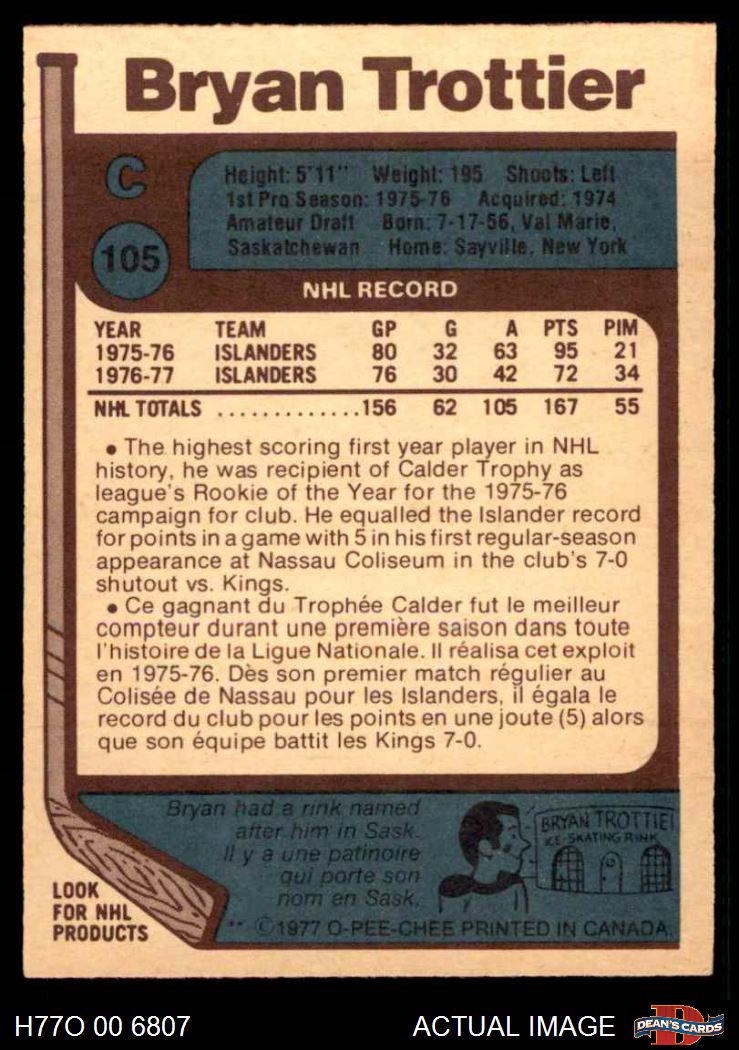 Bryan Trottier
C
105
Height: 5'11" Weight: 195 Shoots: Left
1st Pro Season: 1975-76 Acquired: 1974
Amateur Draft Born: 7-17-56, Val Marie,
Saskatchewan Home: Sayville, New York
NHL RECORD
YEAR TEAM GP G A PTS PIM
1975-76 ISLANDERS 80 32 63 95 21
1976-77 ISLANDERS 76 30 42 72 34
NHL TOTALS .............156 62 105 167 55
• The highest scoring first year player in NHL
history, he was recipient of Calder Trophy as
league's Rookie of the Year for the 1975-76
campaign for club. He equalled the Islander record
for points in a game with 5 in his first regular-season
appearance at Nassau Coliseum in the club's 7-0
shutout vs. Kings.
• Ce gagnant du Trophée Calder fut le meilleur
compteur durant une première saison dans toute
l'histoire de la Ligue Nationale. Il réalisa cet exploit
en 1975-76. Dès son premier match régulier au
Colisée de Nassau pour les Islanders, il égala le
record du club pour les points en une joute (5) alors
que son équipe battit les Kings 7-0.
Bryan had a rink named
after him in Sask.
Il y a une patinoire
qui porte son
nom en Sask.
BRYAN TROTTIE
ICE-SKATING RINK
LOOK
FOR NHL
PRODUCTS
** ©1977 O-PEE-CHEE PRINTED IN CANADA.
H77O 00 6807 ACTUAL IMAGE
DEAN'S CARDS